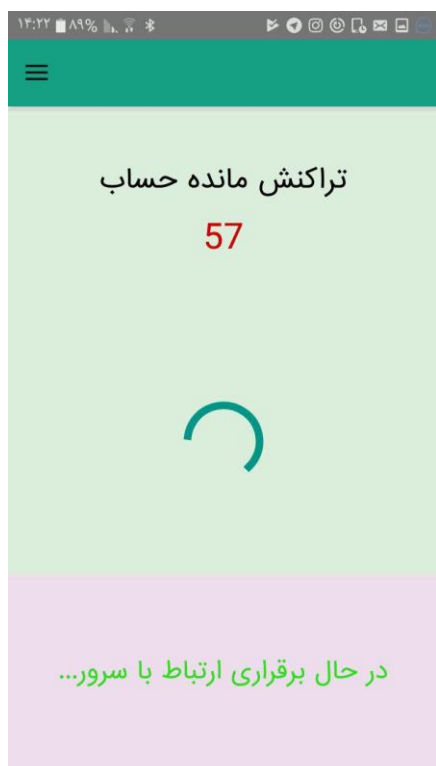 ۱۴:۲۲ ۸۹%
تراکنش مانده حساب
57
در حال برقراری ارتباط با سرور...